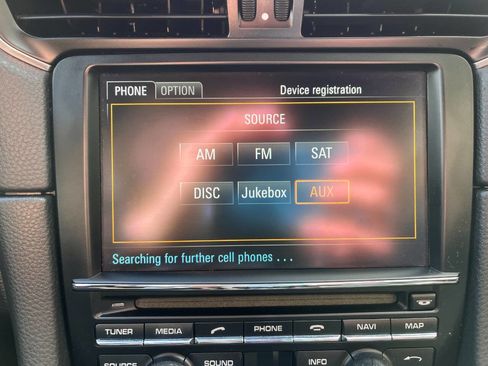 PHONE OPTION Device registration
SOURCE
AM FM SAT
DISC Jukebox AUX
Searching for further cell phones . . .
TUNER MEDIA PHONE NAVI MAP
SOURCE SOUND INFO